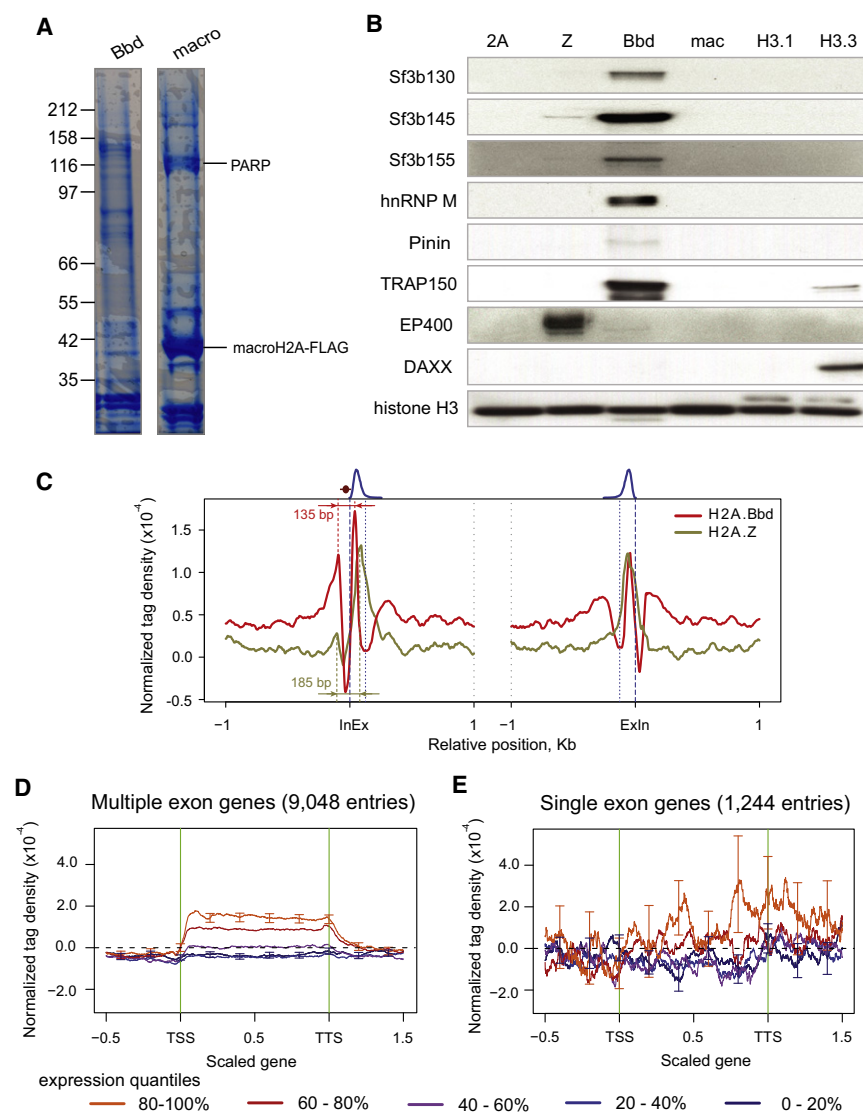 A
Bbd
macro
212
158
116
97
66
55
42
35
PARP
macroH2A-FLAG
B
2A Z Bbd mac H3.1 H3.3
Sf3b130
Sf3b145
Sf3b155
hnRNP M
Pinin
TRAP150
EP400
DAXX
histone H3
C
Normalized tag density (x10⁻⁴)
1.5
1.0
0.5
0.0
−0.5
135 bp
185 bp
H2A.Bbd
H2A.Z
−1 InEx 1 −1 ExIn 1
Relative position, Kb
D
Multiple exon genes (9,048 entries)
Normalized tag density (x10⁻⁴)
4.0
2.0
0.0
−2.0
−0.5 TSS 0.5 TTS 1.5
Scaled gene
E
Single exon genes (1,244 entries)
Normalized tag density (x10⁻⁴)
4.0
2.0
0.0
−2.0
−0.5 TSS 0.5 TTS 1.5
Scaled gene
expression quantiles
80-100% 60 - 80% 40 - 60% 20 - 40% 0 - 20%